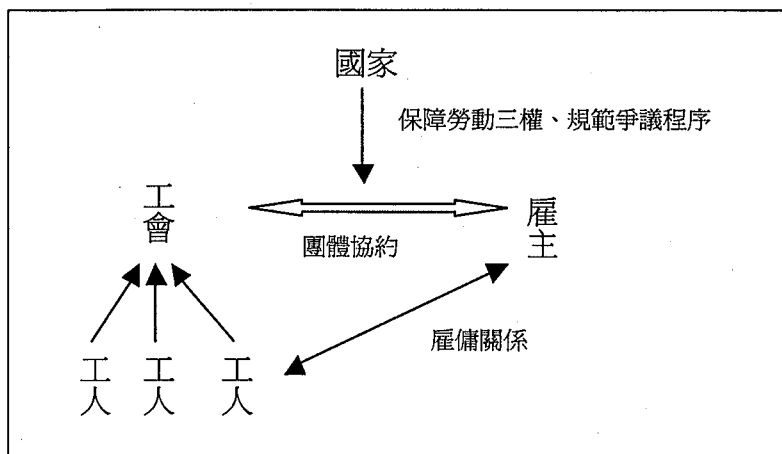 國家
保障勞動三權、規範爭議程序
工會
雇主
團體協約
雇傭關係
工人
工人
工人